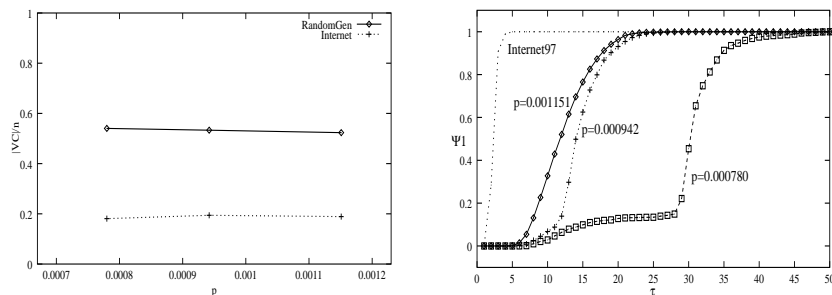 RandomGen
Internet
|VC|/n
1
0.8
0.6
0.4
0.2
0
0.0007 0.0008 0.0009 0.001 0.0011 0.0012
p
Ψ1
1
0.8
0.6
0.4
0.2
0
Internet97
p=0.001151
p=0.000942
p=0.000780
0 5 10 15 20 25 30 35 40 45 50
τ